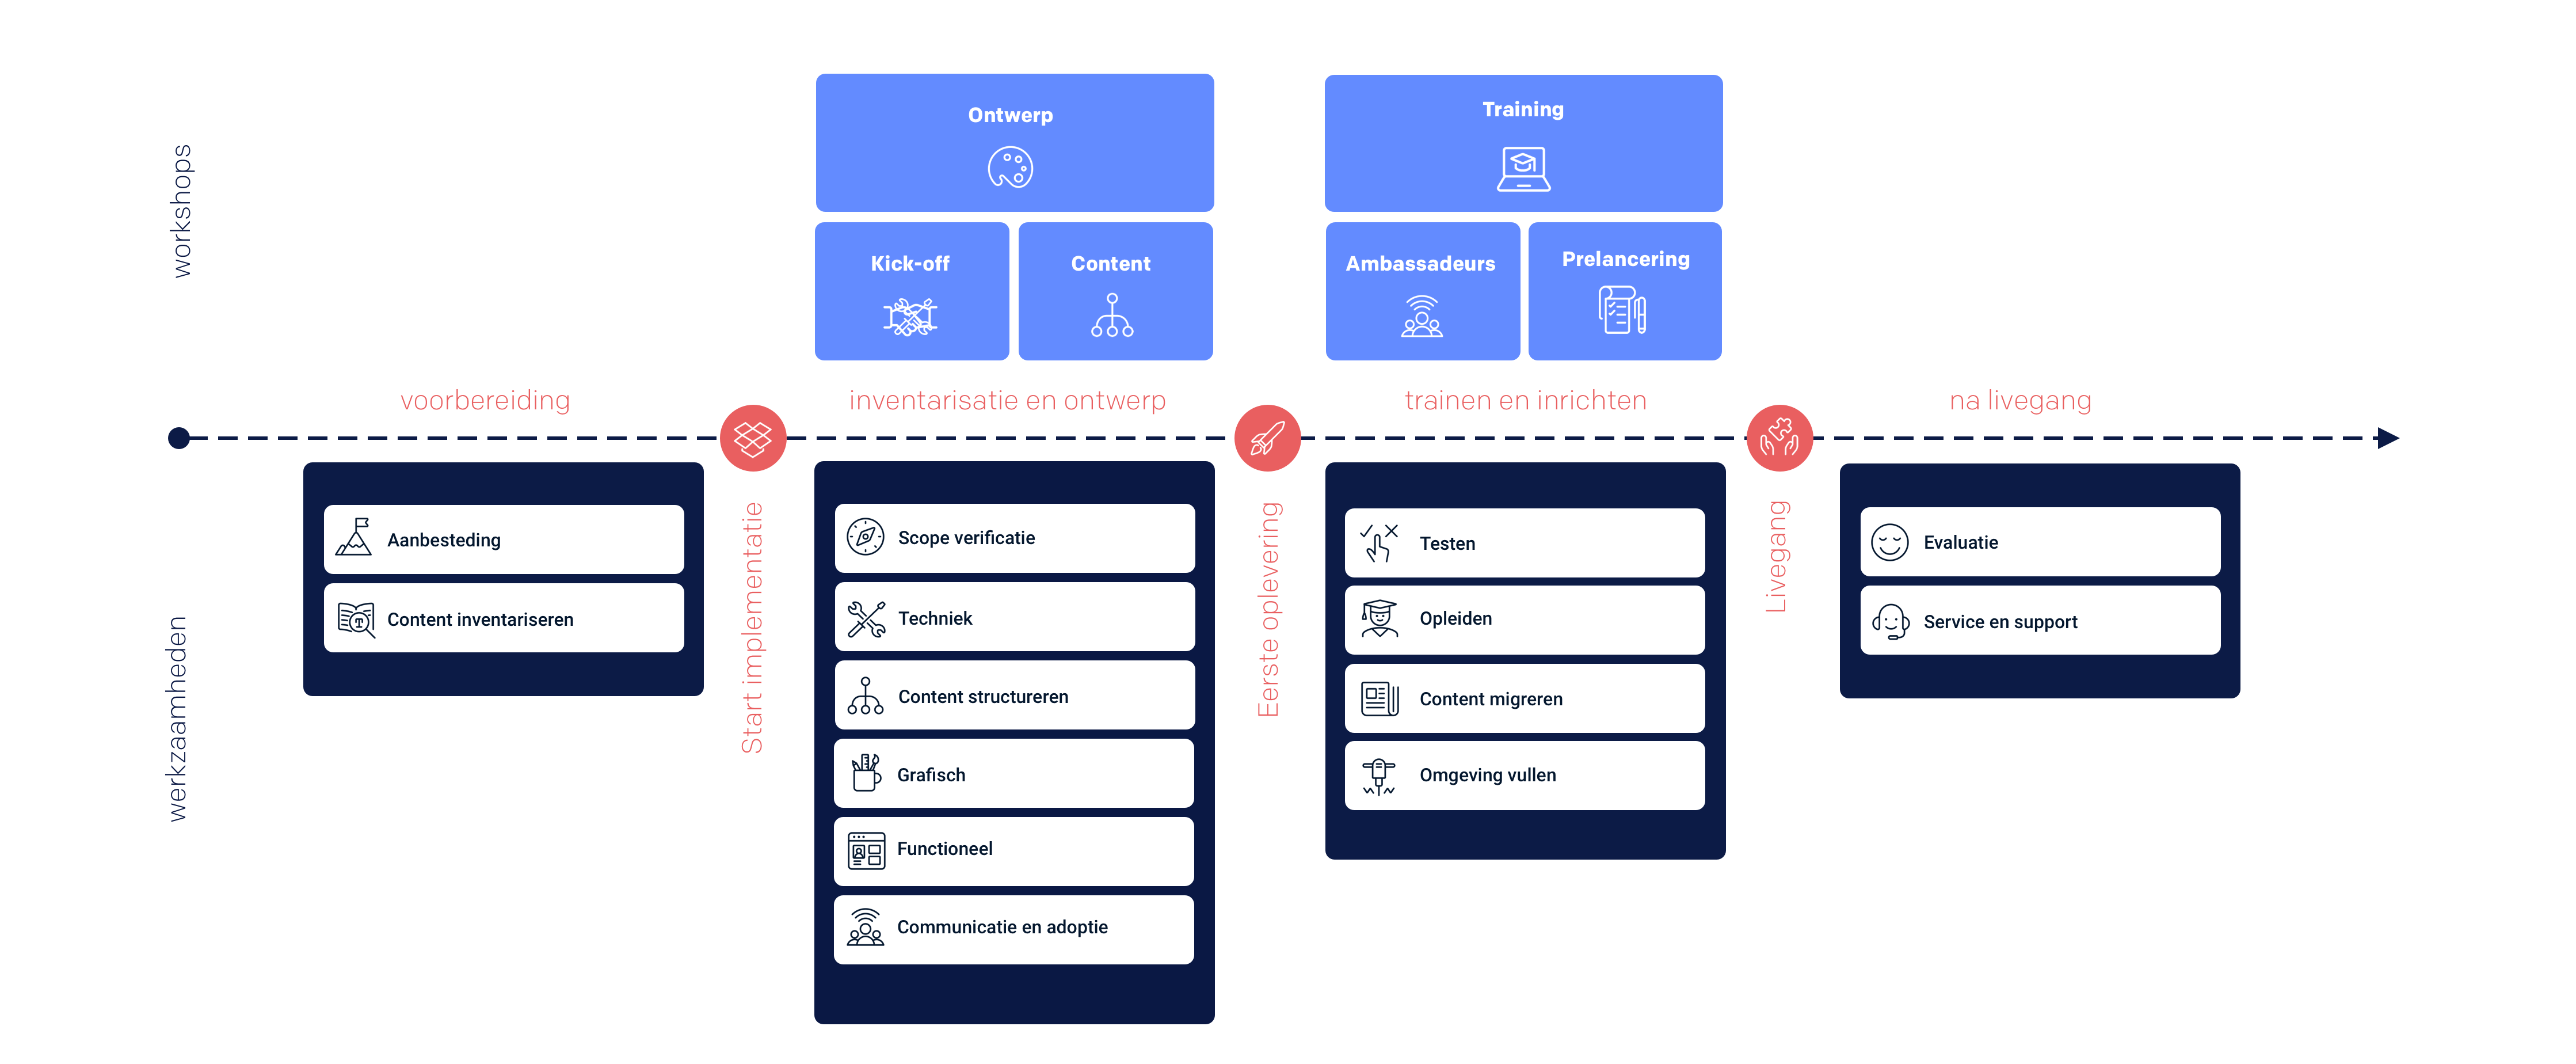 workshops
Ontwerp
Kick-off
Content
Training
Ambassadeurs
Prelancering
voorbereiding
inventarisatie en ontwerp
trainen en inrichten
na livegang
werkzaamheden
Aanbesteding
Content inventariseren
Start implementatie
Scope verificatie
Techniek
Content structureren
Grafisch
Functioneel
Communicatie en adoptie
Eerste oplevering
Testen
Opleiden
Content migreren
Omgeving vullen
Livegang
Evaluatie
Service en support